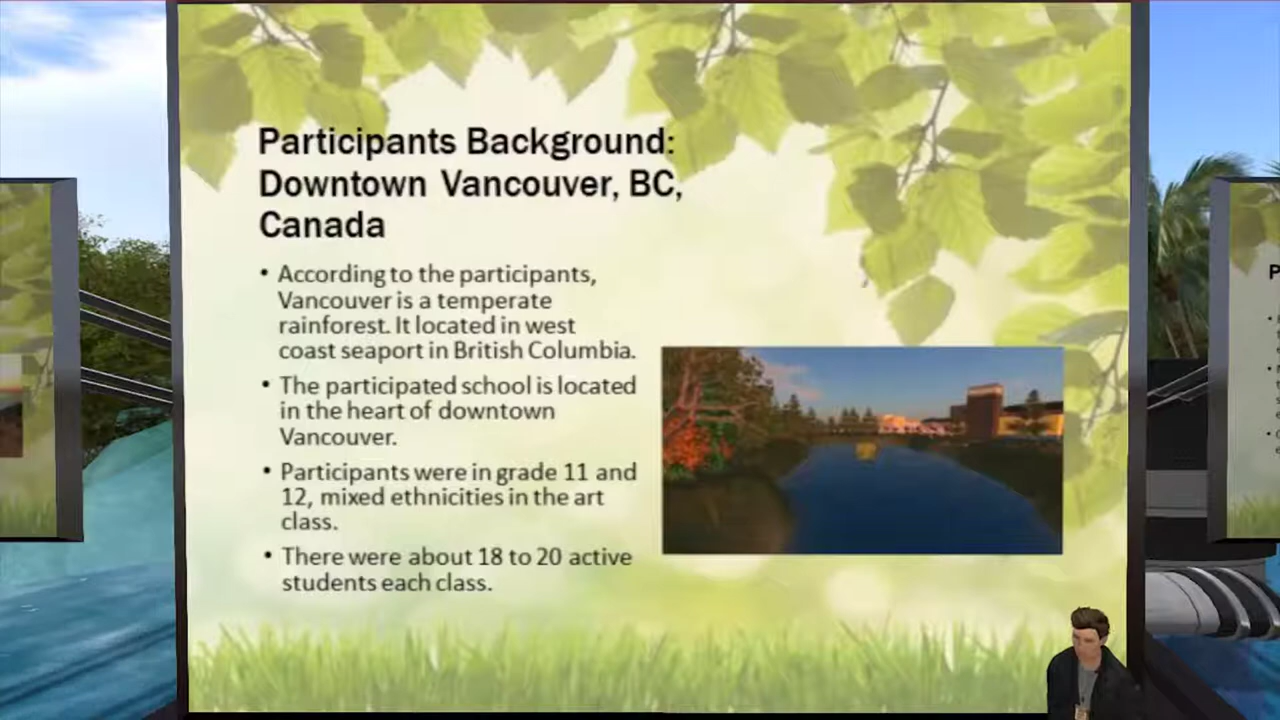 Participants Background:
Downtown Vancouver, BC,
Canada
• According to the participants,
Vancouver is a temperate
rainforest. It located in west
coast seaport in British Columbia.
• The participated school is located
in the heart of downtown
Vancouver.
• Participants were in grade 11 and
12, mixed ethnicities in the art
class.
• There were about 18 to 20 active
students each class.